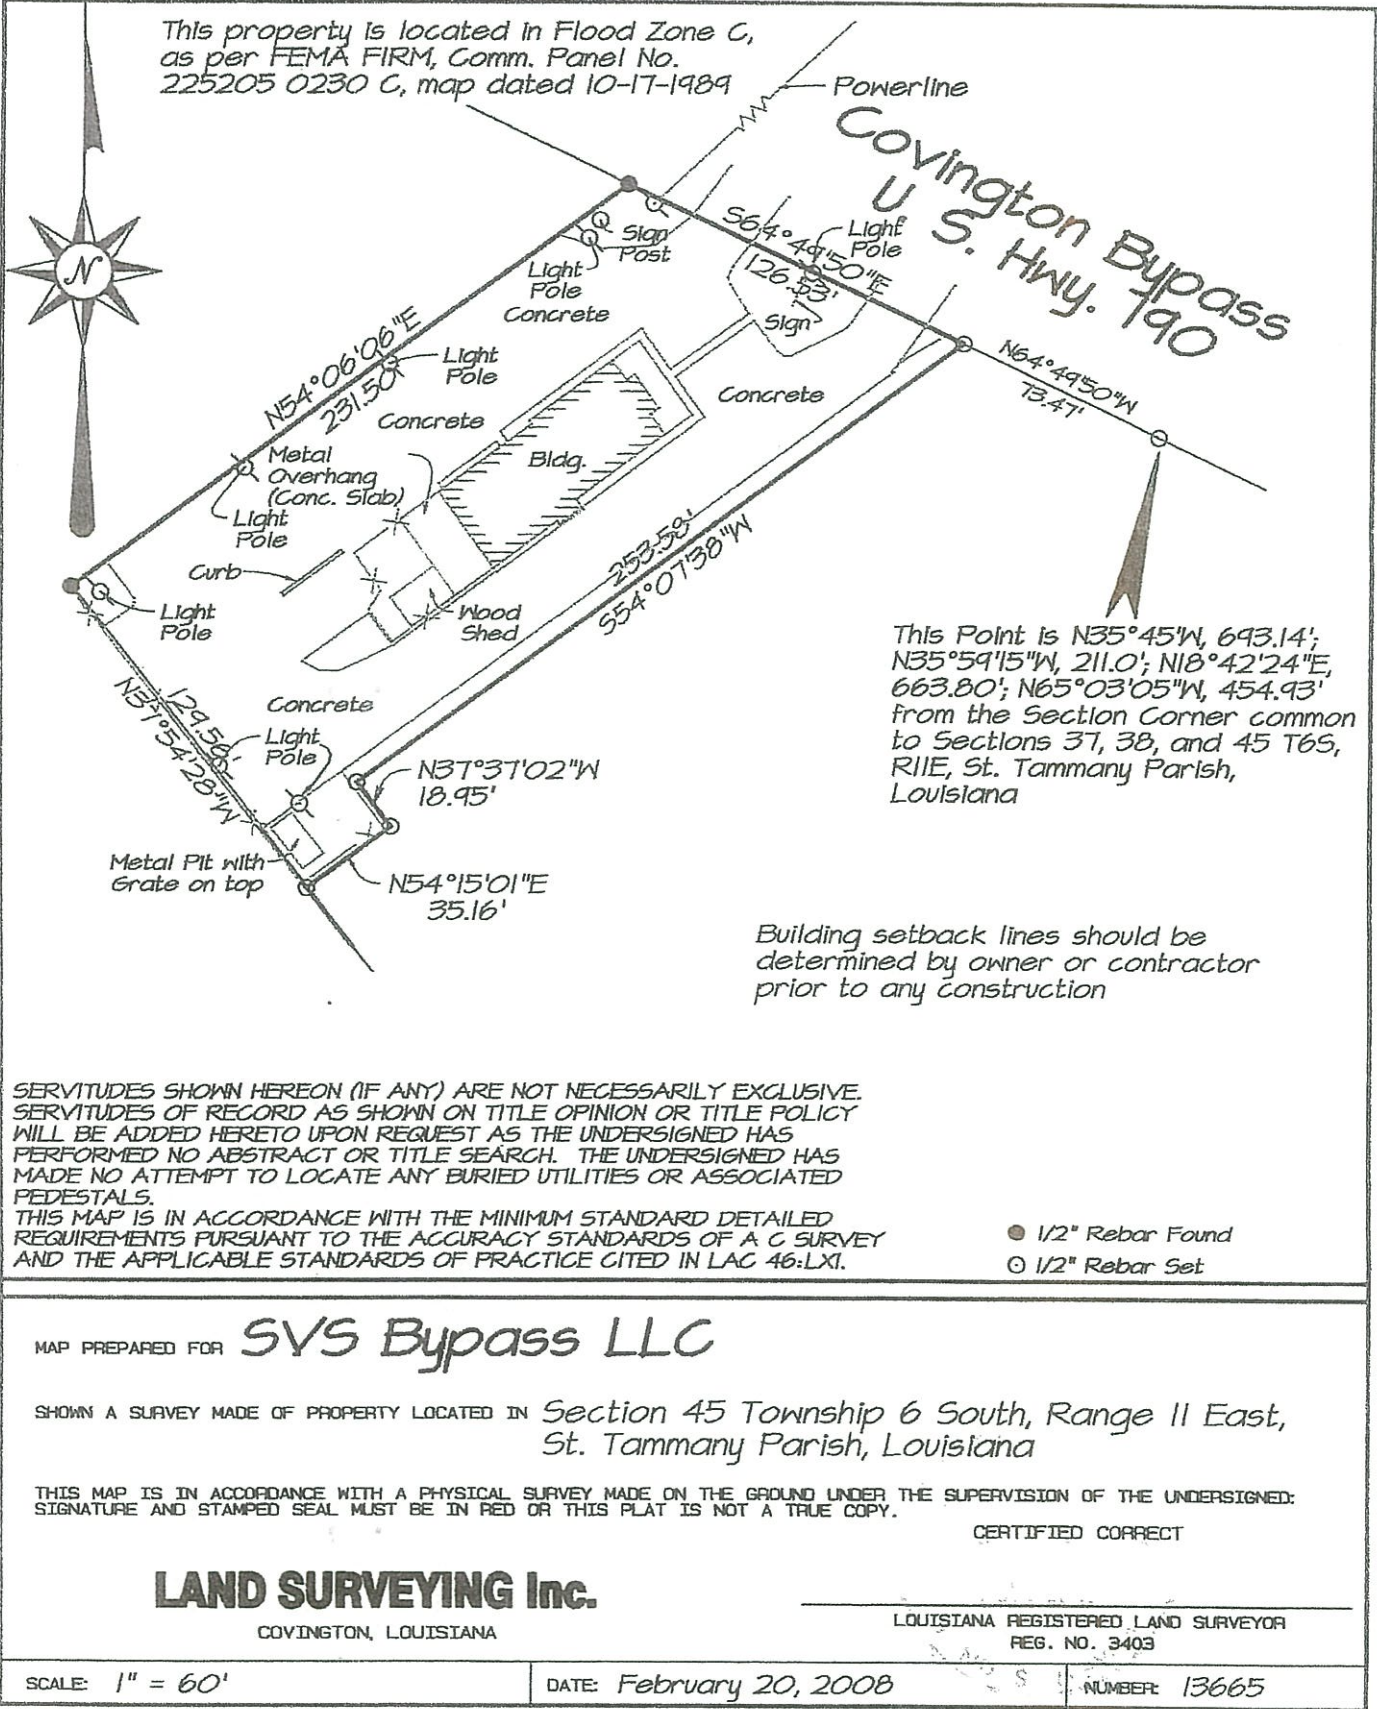 This property is located in Flood Zone C,
as per FEMA FIRM, Comm. Panel No.
225205 0230 C, map dated 10-17-1989
Powerline
Covington Bypass
U. S. Hwy. 190
S64°49'50"E
126.53'
Light
Pole
Sign
Post
Light
Pole
Sign
Concrete
N54°06'06"E
231.50'
Light
Pole
N64°49'50"W
73.47'
Concrete
Concrete
Metal
Overhang
(Conc. Slab)
Bldg.
Light
Pole
Curb
253.58'
S54°07'38"W
Light
Pole
Wood
Shed
This Point is N35°45'W, 693.14';
N35°59'15"W, 211.0'; N18°42'24"E,
663.80'; N65°03'05"W, 454.93'
from the Section Corner common
to Sections 37, 38, and 45 T6S,
R11E, St. Tammany Parish,
Louisiana
129.56'
N37°54'28"W
Concrete
Light
Pole
N37°37'02"W
18.95'
Metal Pit with
Grate on top
N54°15'01"E
35.16'
Building setback lines should be
determined by owner or contractor
prior to any construction
SERVITUDES SHOWN HEREON (IF ANY) ARE NOT NECESSARILY EXCLUSIVE.
SERVITUDES OF RECORD AS SHOWN ON TITLE OPINION OR TITLE POLICY
WILL BE ADDED HERETO UPON REQUEST AS THE UNDERSIGNED HAS
PERFORMED NO ABSTRACT OR TITLE SEARCH. THE UNDERSIGNED HAS
MADE NO ATTEMPT TO LOCATE ANY BURIED UTILITIES OR ASSOCIATED
PEDESTALS.
THIS MAP IS IN ACCORDANCE WITH THE MINIMUM STANDARD DETAILED
REQUIREMENTS PURSUANT TO THE ACCURACY STANDARDS OF A C SURVEY
AND THE APPLICABLE STANDARDS OF PRACTICE CITED IN LAC 46:LXI.
1/2" Rebar Found
1/2" Rebar Set
MAP PREPARED FOR SVS Bypass LLC
SHOWN A SURVEY MADE OF PROPERTY LOCATED IN Section 45 Township 6 South, Range 11 East,
St. Tammany Parish, Louisiana
THIS MAP IS IN ACCORDANCE WITH A PHYSICAL SURVEY MADE ON THE GROUND UNDER THE SUPERVISION OF THE UNDERSIGNED:
SIGNATURE AND STAMPED SEAL MUST BE IN RED OR THIS PLAT IS NOT A TRUE COPY.
CERTIFIED CORRECT
LAND SURVEYING Inc.
COVINGTON, LOUISIANA
LOUISIANA REGISTERED LAND SURVEYOR
REG. NO. 3403
SCALE: 1" = 60'
DATE: February 20, 2008
NUMBER: 13665
N